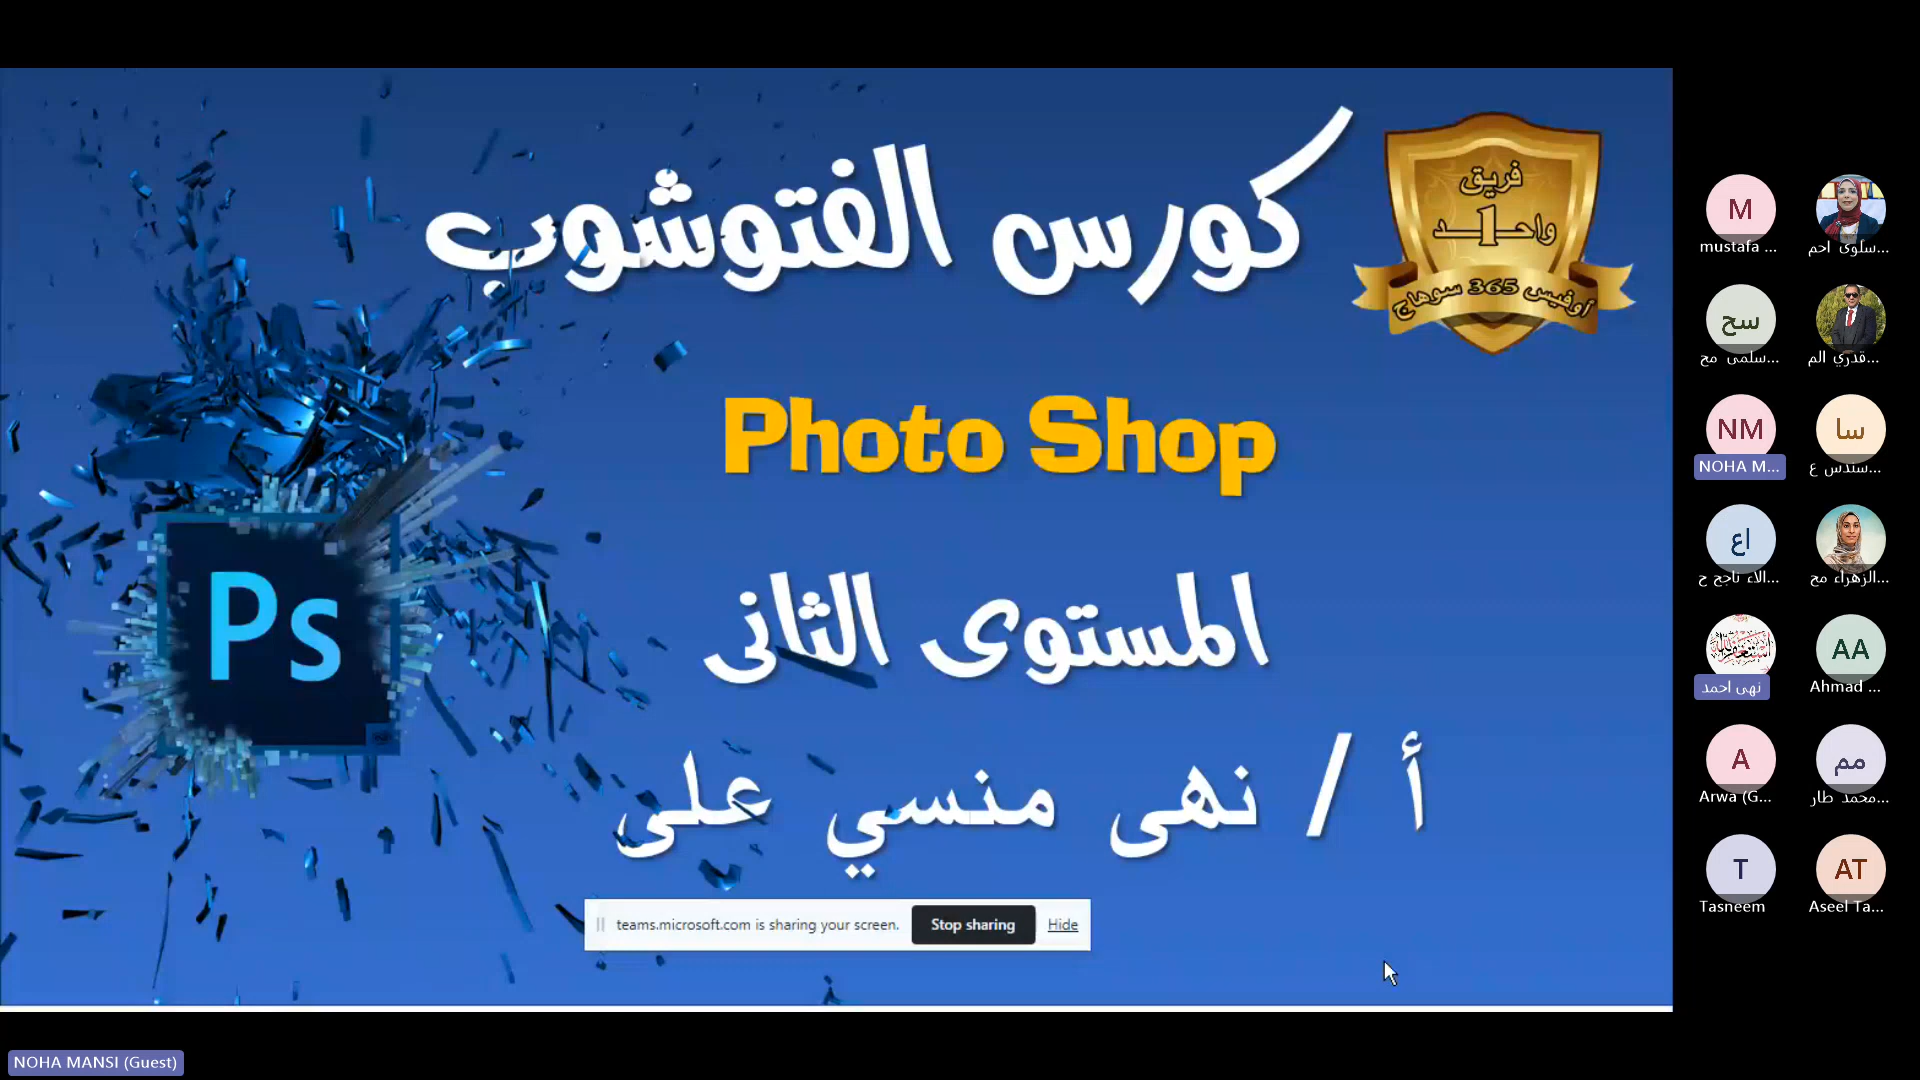 كورس الفتوشوب
فريق
واحد
1
أوفيس 365 سوهاج
Photo Shop
المستوى الثانى
أ / نهى منسي على
Ps
teams.microsoft.com is sharing your screen.
Stop sharing
Hide
NOHA MANSI (Guest)
M
mustafa ...
سلوى احم...
سح
سلمى مح...
قدري الم...
NM
NOHA M...
سا
سندس ع...
اع
الاء ناجح ح...
الزهراء مح...
نهى احمد
AA
Ahmad ...
A
Arwa (G...
مم
محمد طار...
T
Tasneem
AT
Aseel Ta...